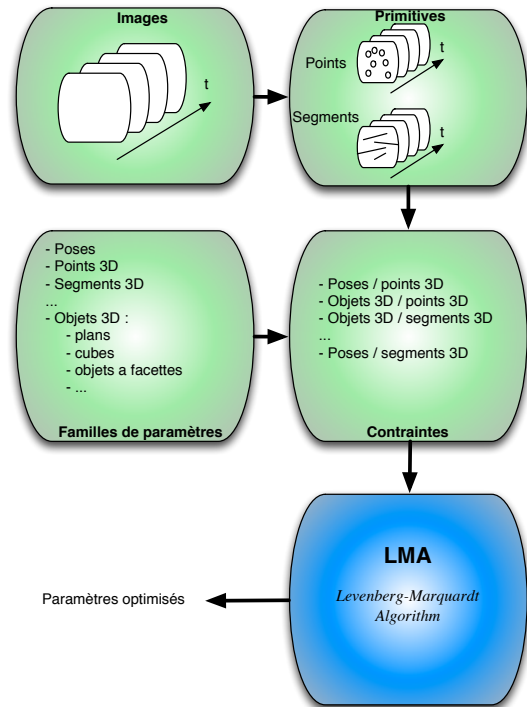 Images
t
Primitives
Points
t
Segments
t
- Poses
- Points 3D
- Segments 3D
...
- Objets 3D :
- plans
- cubes
- objets a facettes
- ...
Familles de paramètres
- Poses / points 3D
- Objets 3D / points 3D
- Objets 3D / segments 3D
...
- Poses / segments 3D
Contraintes
LMA
Levenberg-Marquardt
Algorithm
Paramètres optimisés